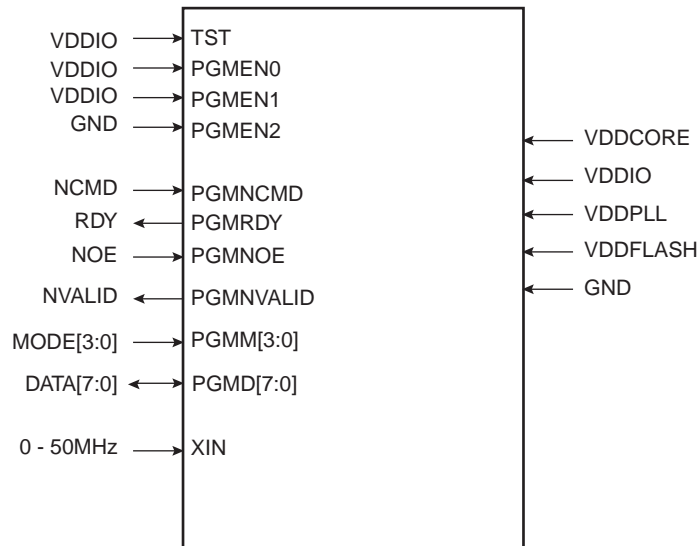 VDDIO TST
VDDIO PGMEN0
VDDIO PGMEN1
GND PGMEN2
NCMD PGMNCMD
RDY PGMRDY
NOE PGMNOE
NVALID PGMNVALID
MODE[3:0] PGMM[3:0]
DATA[7:0] PGMD[7:0]
0 - 50MHz XIN
VDDCORE
VDDIO
VDDPLL
VDDFLASH
GND